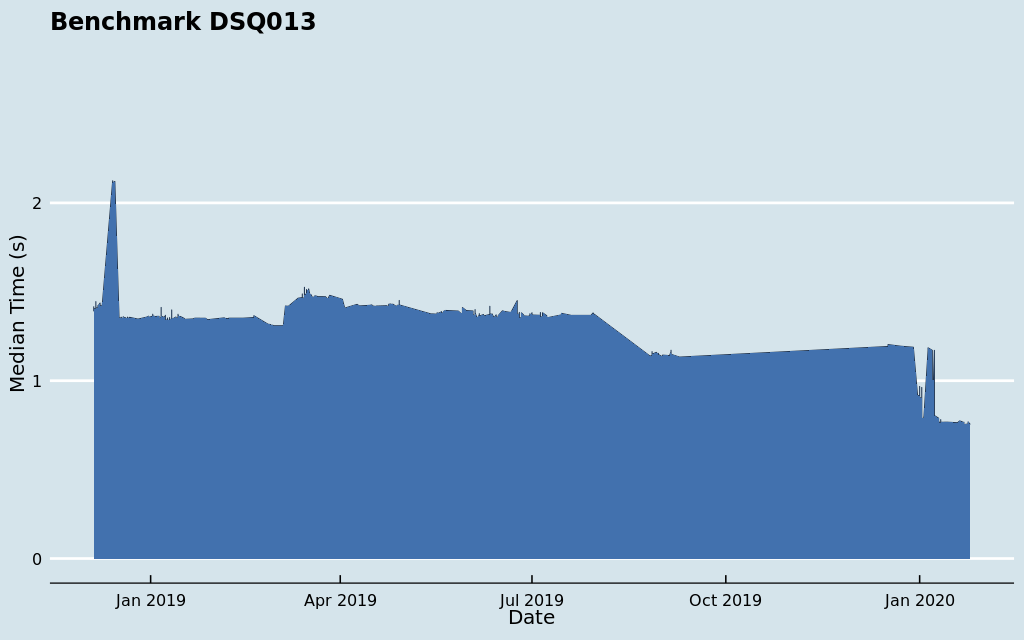 Benchmark DSQ013
Median Time (s)
2
1
0
Jan 2019
Apr 2019
Jul 2019
Oct 2019
Jan 2020
Date